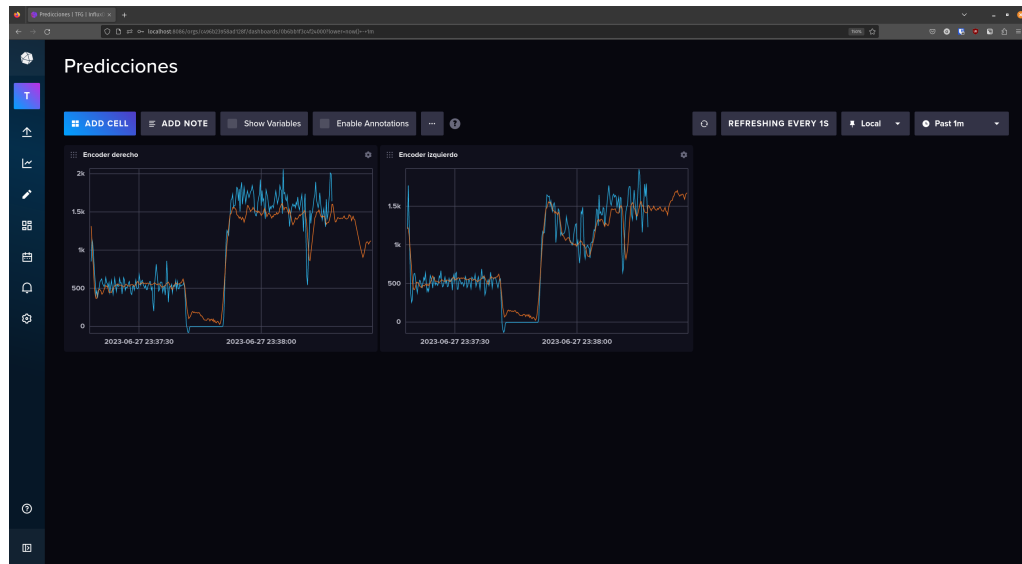 Predicciones | TFG | Influx
Predicciones
T
ADD CELL
ADD NOTE
Show Variables
Enable Annotations
REFRESHING EVERY 1S
Local
Past 1m
Encoder derecho
2k
1.5k
1k
500
0
2023-06-27 23:37:30
2023-06-27 23:38:00
Encoder izquierdo
1.5k
1k
500
0
2023-06-27 23:37:30
2023-06-27 23:38:00